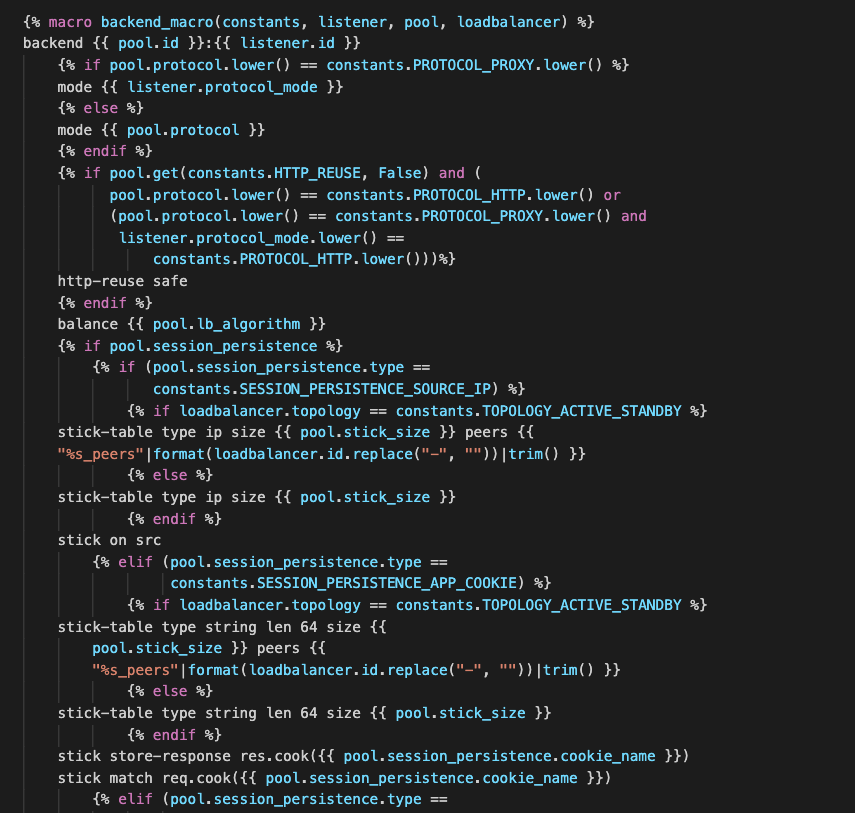 {% macro backend_macro(constants, listener, pool, loadbalancer) %}
backend {{ pool.id }}:{{ listener.id }}
    {% if pool.protocol.lower() == constants.PROTOCOL_PROXY.lower() %}
    mode {{ listener.protocol_mode }}
    {% else %}
    mode {{ pool.protocol }}
    {% endif %}
    {% if pool.get(constants.HTTP_REUSE, False) and (
          pool.protocol.lower() == constants.PROTOCOL_HTTP.lower() or
          (pool.protocol.lower() == constants.PROTOCOL_PROXY.lower() and
           listener.protocol_mode.lower() ==
               constants.PROTOCOL_HTTP.lower()))%}
    http-reuse safe
    {% endif %}
    balance {{ pool.lb_algorithm }}
    {% if pool.session_persistence %}
        {% if (pool.session_persistence.type ==
               constants.SESSION_PERSISTENCE_SOURCE_IP) %}
            {% if loadbalancer.topology == constants.TOPOLOGY_ACTIVE_STANDBY %}
    stick-table type ip size {{ pool.stick_size }} peers {{
    "%s_peers"|format(loadbalancer.id.replace("-", ""))|trim() }}
            {% else %}
    stick-table type ip size {{ pool.stick_size }}
            {% endif %}
    stick on src
        {% elif (pool.session_persistence.type ==
                 constants.SESSION_PERSISTENCE_APP_COOKIE) %}
            {% if loadbalancer.topology == constants.TOPOLOGY_ACTIVE_STANDBY %}
    stick-table type string len 64 size {{
        pool.stick_size }} peers {{
        "%s_peers"|format(loadbalancer.id.replace("-", ""))|trim() }}
            {% else %}
    stick-table type string len 64 size {{ pool.stick_size }}
            {% endif %}
    stick store-response res.cook({{ pool.session_persistence.cookie_name }})
    stick match req.cook({{ pool.session_persistence.cookie_name }})
        {% elif (pool.session_persistence.type ==